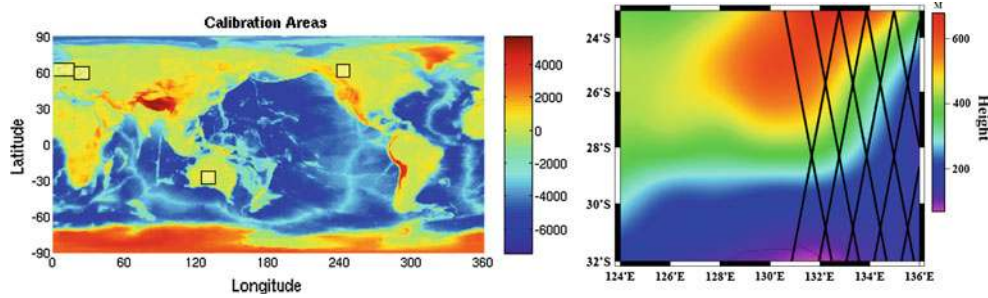 Calibration Areas
90
60
30
0
-30
-60
-90
Latitude
0 60 120 180 240 300 360
Longitude
4000
2000
0
-2000
-4000
-6000
24°S
26°S
28°S
30°S
32°S
124°E 126°E 128°E 130°E 132°E 134°E 136°E
M
600
400
200
Height